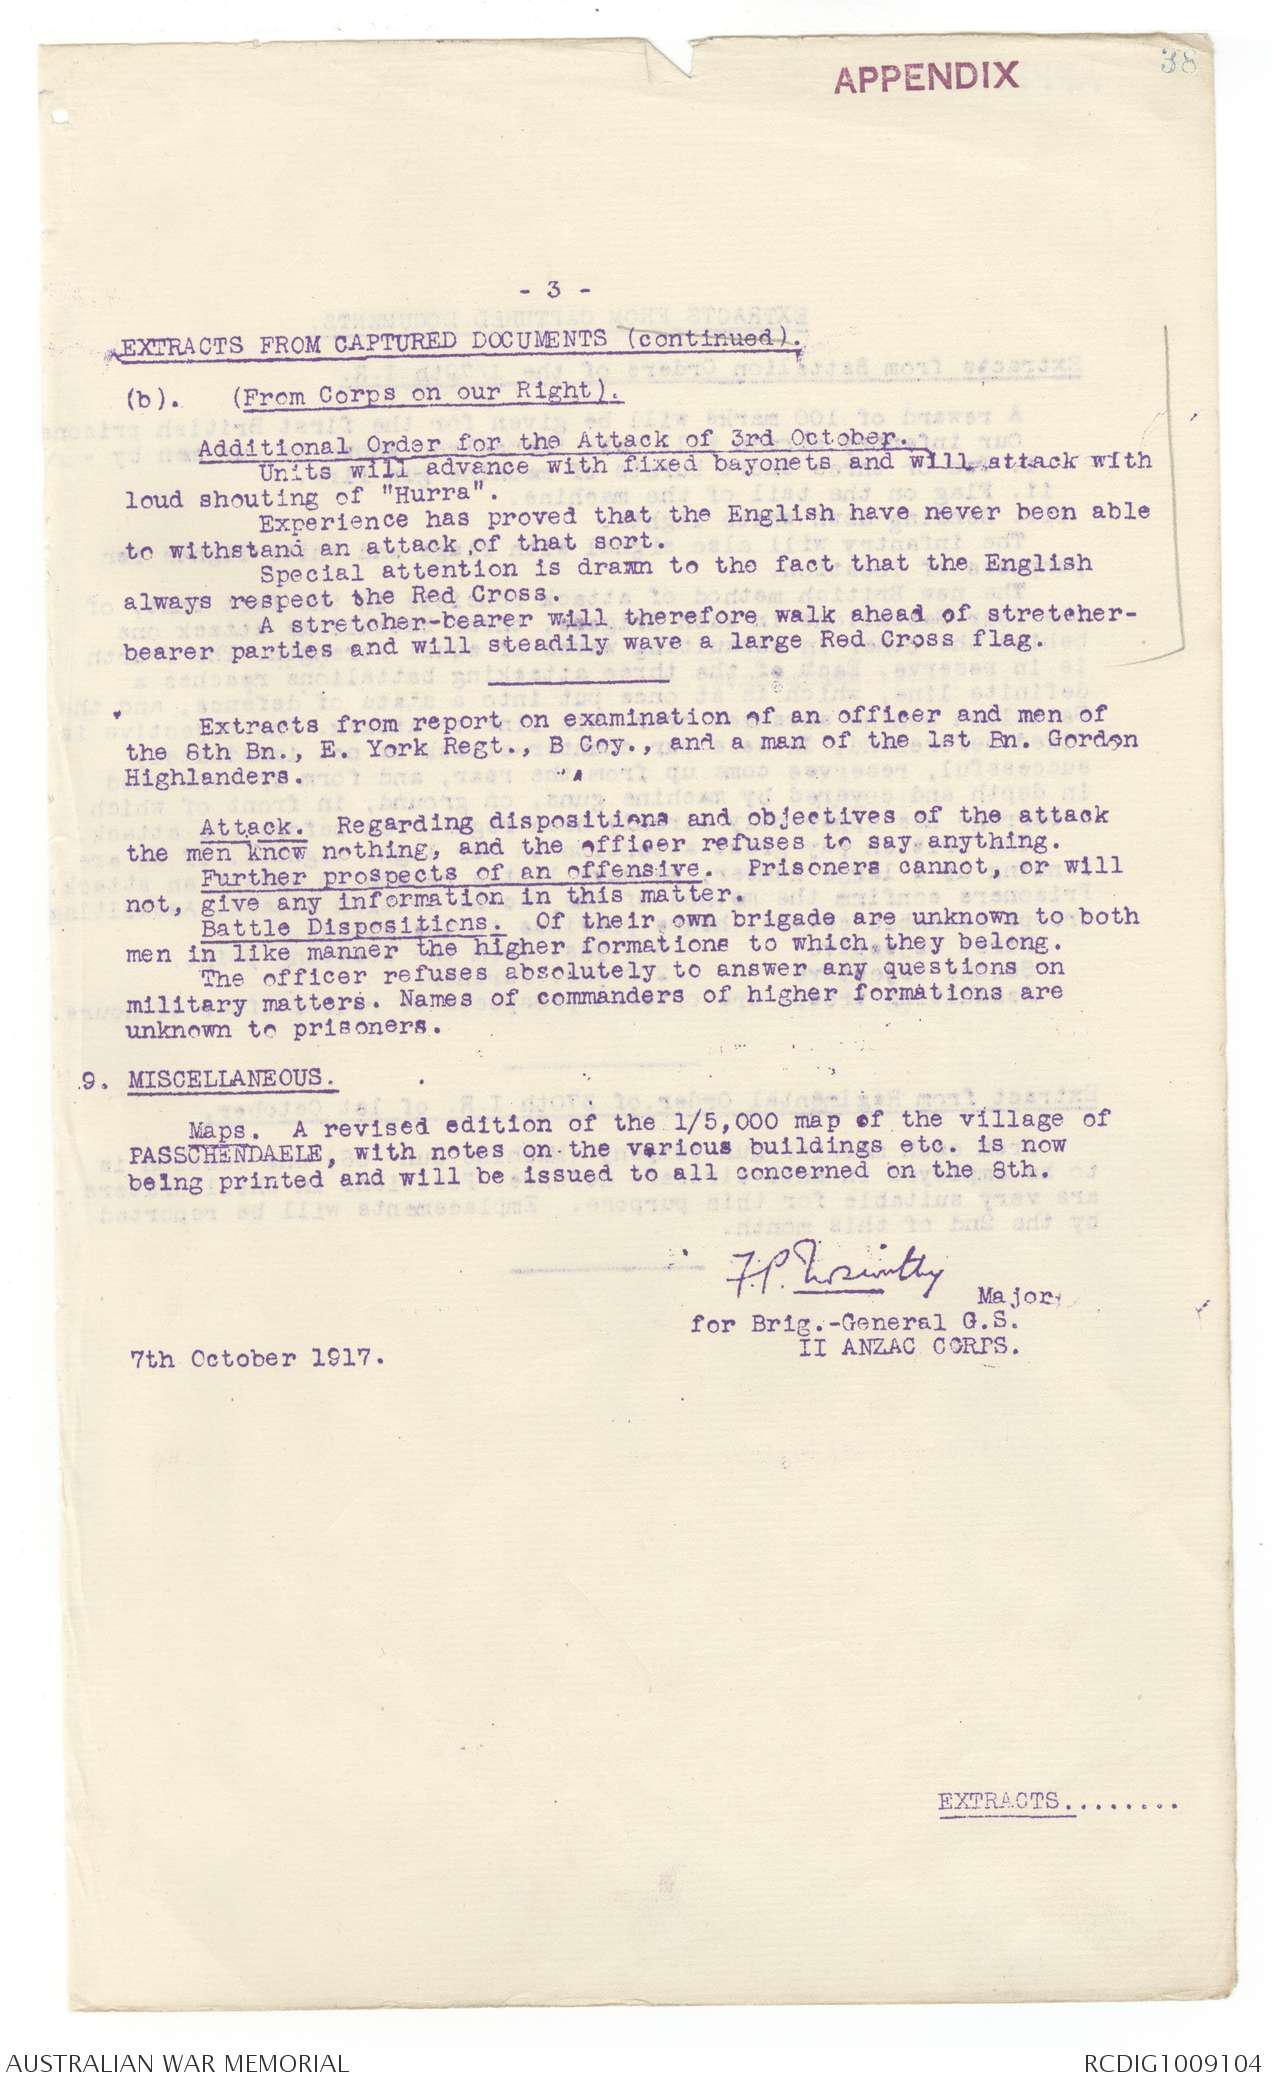 APPENDIX
38
- 3 -
EXTRACTS FROM CAPTURED DOCUMENTS (continued).
(b). (From Corps on our Right).
Additional Order for the Attack of 3rd October.
Units will advance with fixed bayonets and will attack with
loud shouting of "Hurra".
Experience has proved that the English have never been able
to withstand an attack of that sort.
Special attention is drawn to the fact that the English
always respect the Red Cross.
A stretcher-bearer will therefore walk ahead of stretcher-
bearer parties and will steadily wave a large Red Cross flag.
Extracts from report on examination of an officer and men of
the 8th Bn., E. York Regt., B Coy., and a man of the 1st Bn. Gordon
Highlanders.
Attack. Regarding dispositions and objectives of the attack
the men know nothing, and the officer refuses to say anything.
Further prospects of an offensive. Prisoners cannot, or will
not, give any information in this matter.
Battle Dispositions. Of their own brigade are unknown to both
men in like manner the higher formations to which they belong.
The officer refuses absolutely to answer any questions on
military matters. Names of commanders of higher formations are
unknown to prisoners.
9. MISCELLANEOUS.
Maps. A revised edition of the 1/5,000 map of the village of
PASSCHENDAELE, with notes on the various buildings etc. is now
being printed and will be issued to all concerned on the 8th.
F.P. Nosworthy
Major
for Brig.-General G.S.
II ANZAC CORPS.
7th October 1917.
EXTRACTS........
AUSTRALIAN WAR MEMORIAL
RCDIG1009104